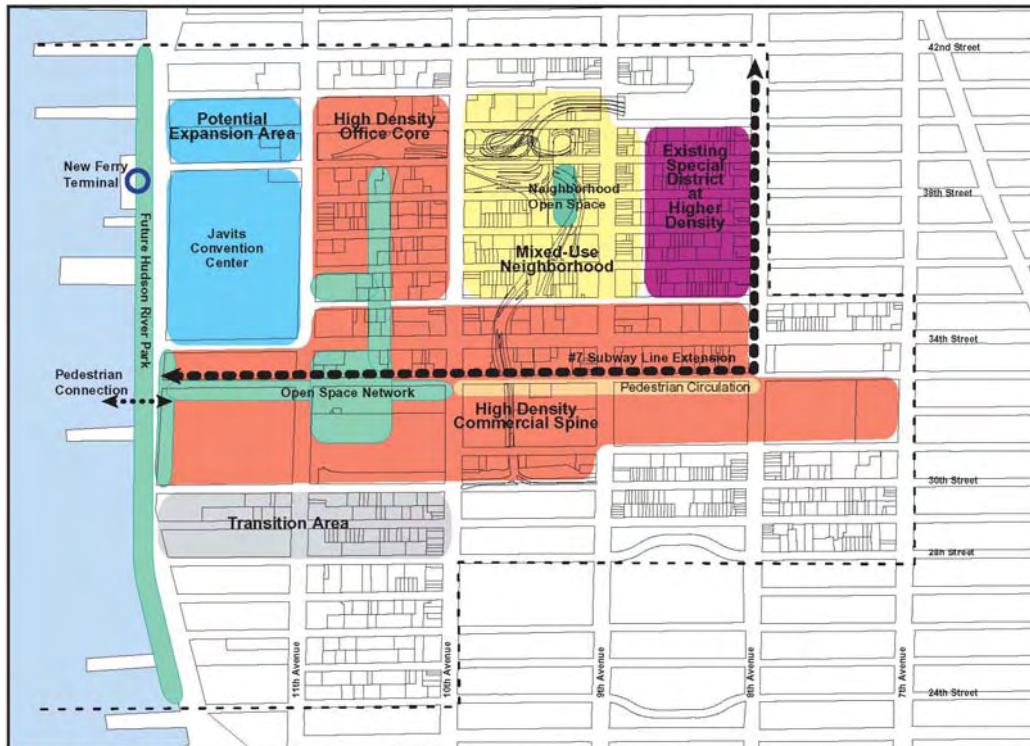 42nd Street
Potential
Expansion Area
High Density
Office Core
Existing
Special
District
at
Higher
Density
New Ferry
Terminal
Neighborhood
Open Space
38th Street
Javits
Convention
Center
Mixed-Use
Neighborhood
Future Hudson River Park
34th Street
#7 Subway Line Extension
Pedestrian
Connection
Open Space Network
Pedestrian Circulation
High Density
Commercial Spine
30th Street
Transition Area
28th Street
11th Avenue
10th Avenue
9th Avenue
8th Avenue
7th Avenue
24th Street